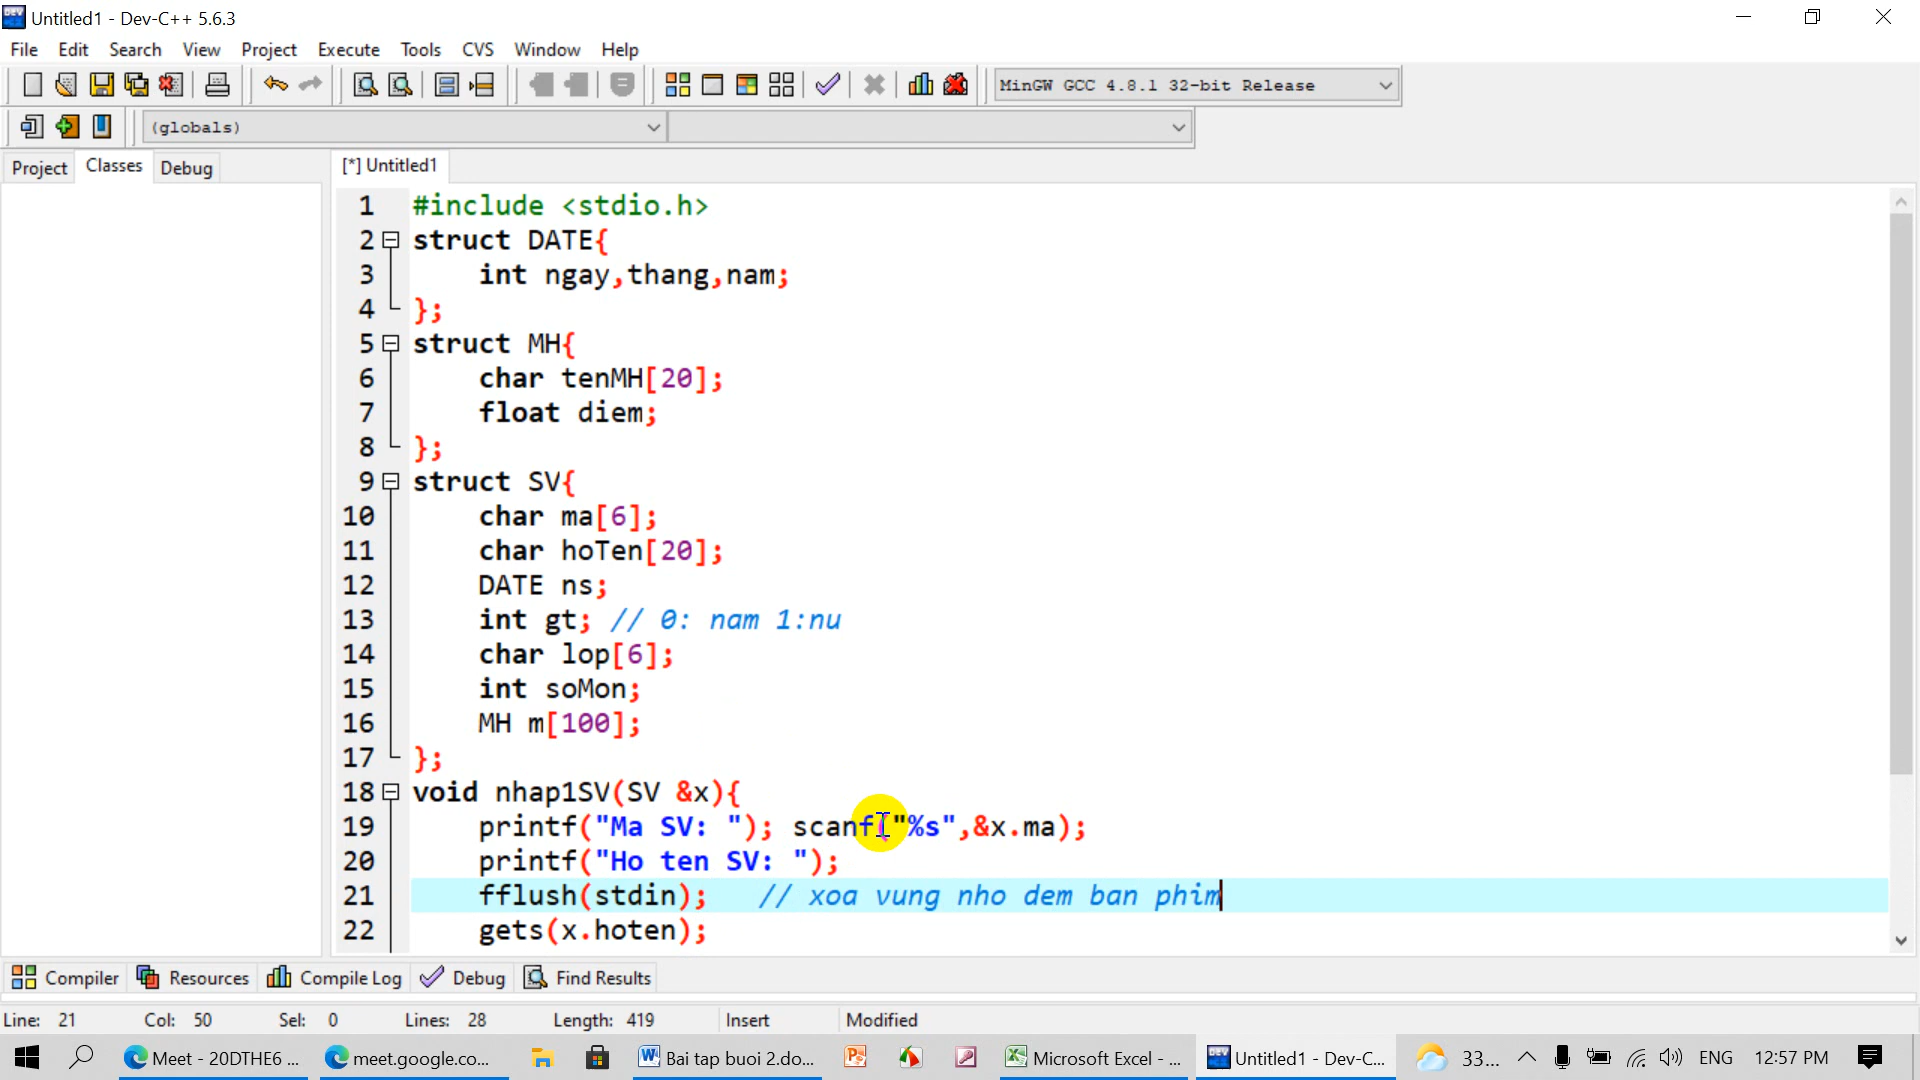 Untitled1 - Dev-C++ 5.6.3
File Edit Search View Project Execute Tools CVS Window Help
MinGW GCC 4.8.1 32-bit Release
(globals)
Project Classes Debug
[*] Untitled1
1 #include <stdio.h>
2 struct DATE{
3 int ngay,thang,nam;
4 };
5 struct MH{
6 char tenMH[20];
7 float diem;
8 };
9 struct SV{
10 char ma[6];
11 char hoTen[20];
12 DATE ns;
13 int gt; // 0: nam 1:nu
14 char lop[6];
15 int soMon;
16 MH m[100];
17 };
18 void nhap1SV(SV &x){
19 printf("Ma SV: "); scanf("%s",&x.ma);
20 printf("Ho ten SV: ");
21 fflush(stdin); // xoa vung nho dem ban phim
22 gets(x.hoten);
Compiler Resources Compile Log Debug Find Results
Line: 21 Col: 50 Sel: 0 Lines: 28 Length: 419 Insert Modified
Meet - 20DTHE6 ... meet.google.co... Bai tap buoi 2.do... Microsoft Excel - ... Untitled1 - Dev-C... 33... ENG 12:57 PM